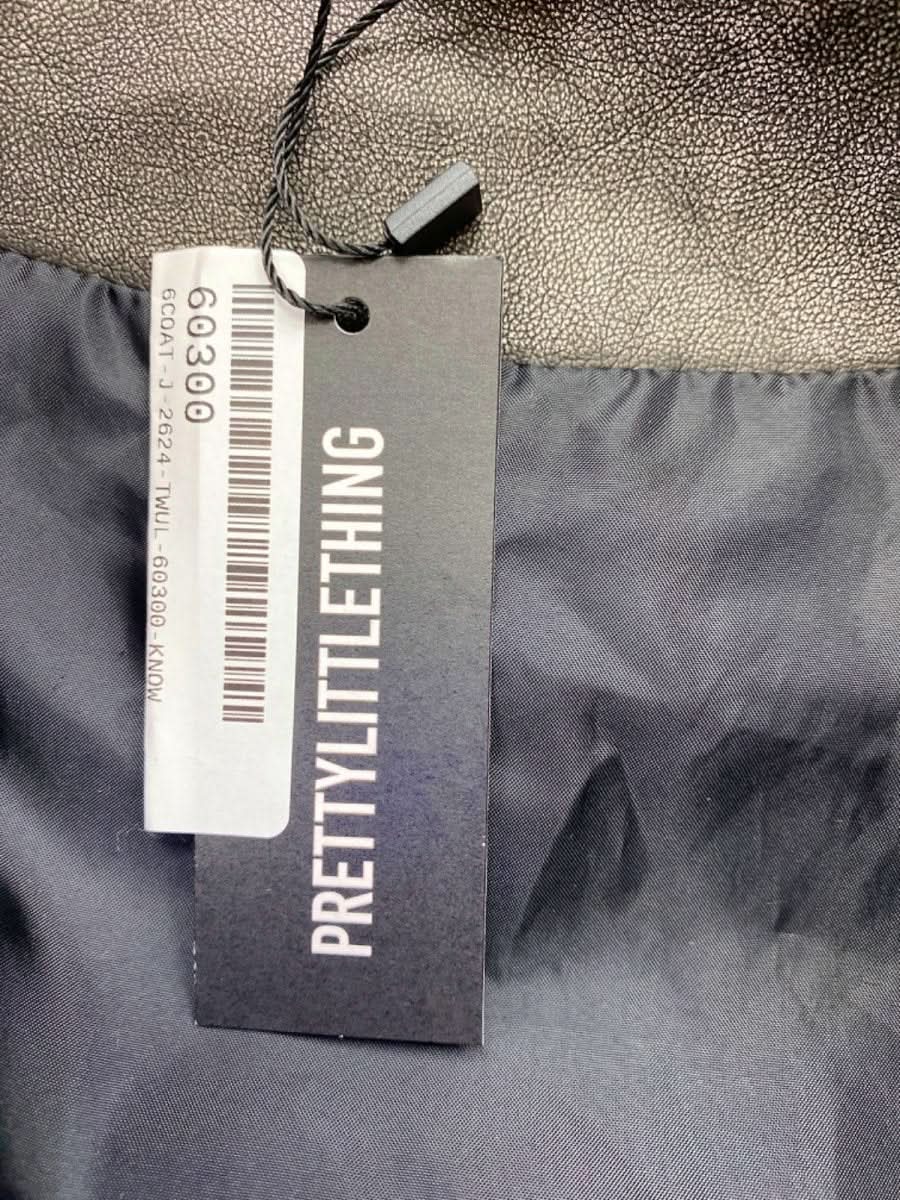 60300
6COAT-J-2624-TWUL-60300-KNOW
PRETTYLITTLETHING